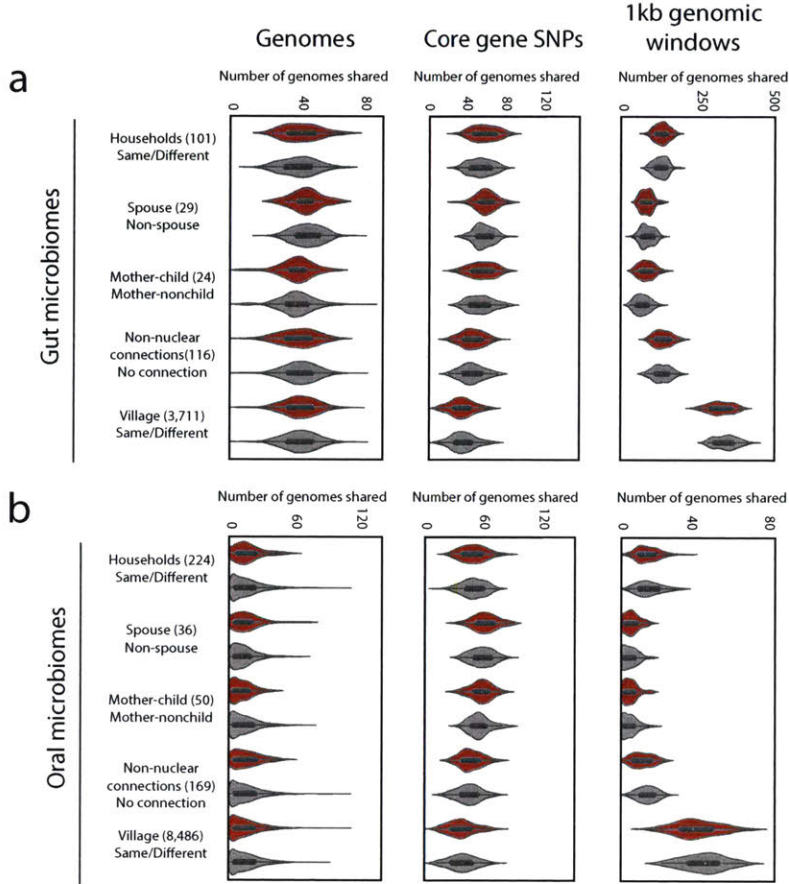 Genomes
Core gene SNPs
1kb genomic
windows
a
Number of genomes shared
Number of genomes shared
Number of genomes shared
0 40 80
0 40 80 120
0 250 500
Gut microbiomes
Households (101)
Same/Different
Spouse (29)
Non-spouse
Mother-child (24)
Mother-nonchild
Non-nuclear
connections(116)
No connection
Village (3,711)
Same/Different
b
Number of genomes shared
Number of genomes shared
Number of genomes shared
0 60 120
0 60 120
0 40 80
Oral microbiomes
Households (224)
Same/Different
Spouse (36)
Non-spouse
Mother-child (50)
Mother-nonchild
Non-nuclear
connections (169)
No connection
Village (8,486)
Same/Different